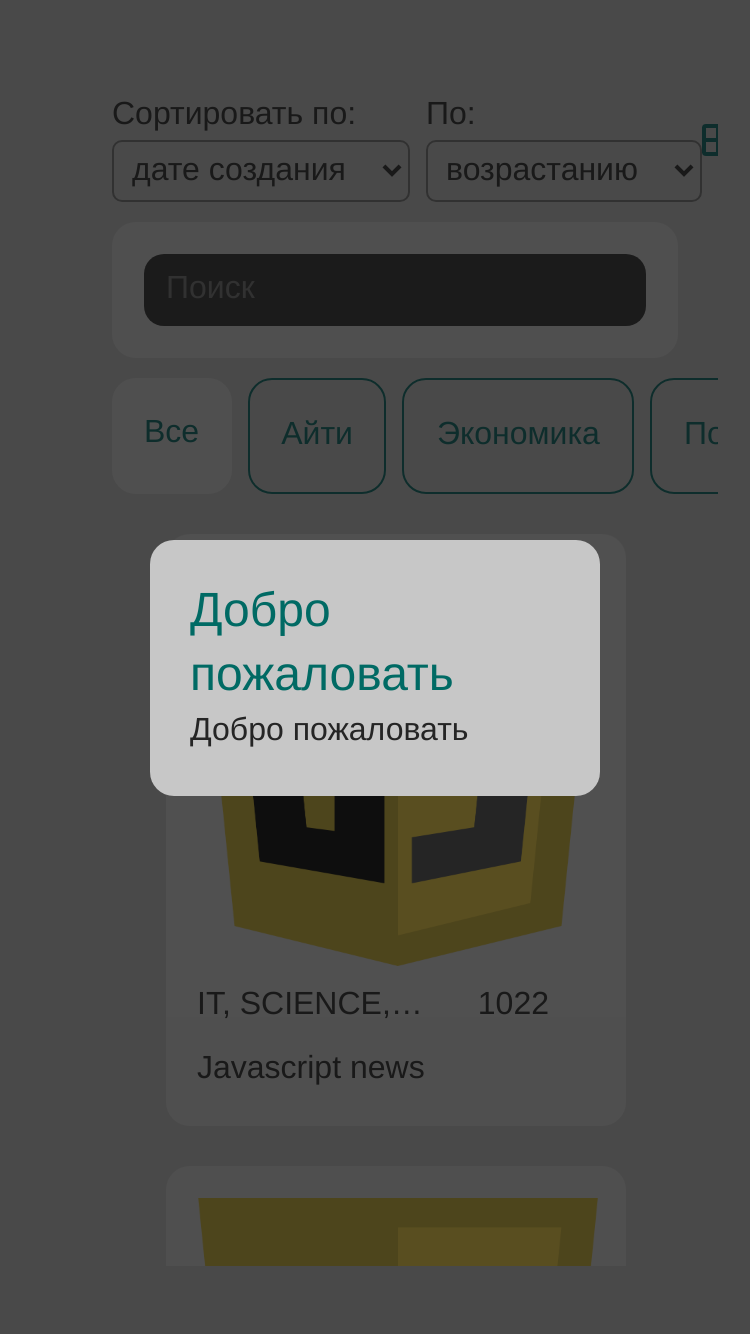 Сортировать по: По:
дате создания возрастанию
Поиск
Все Айти Экономика
Добро
пожаловать
Добро пожаловать
IT, SCIENCE,… 1022
Javascript news